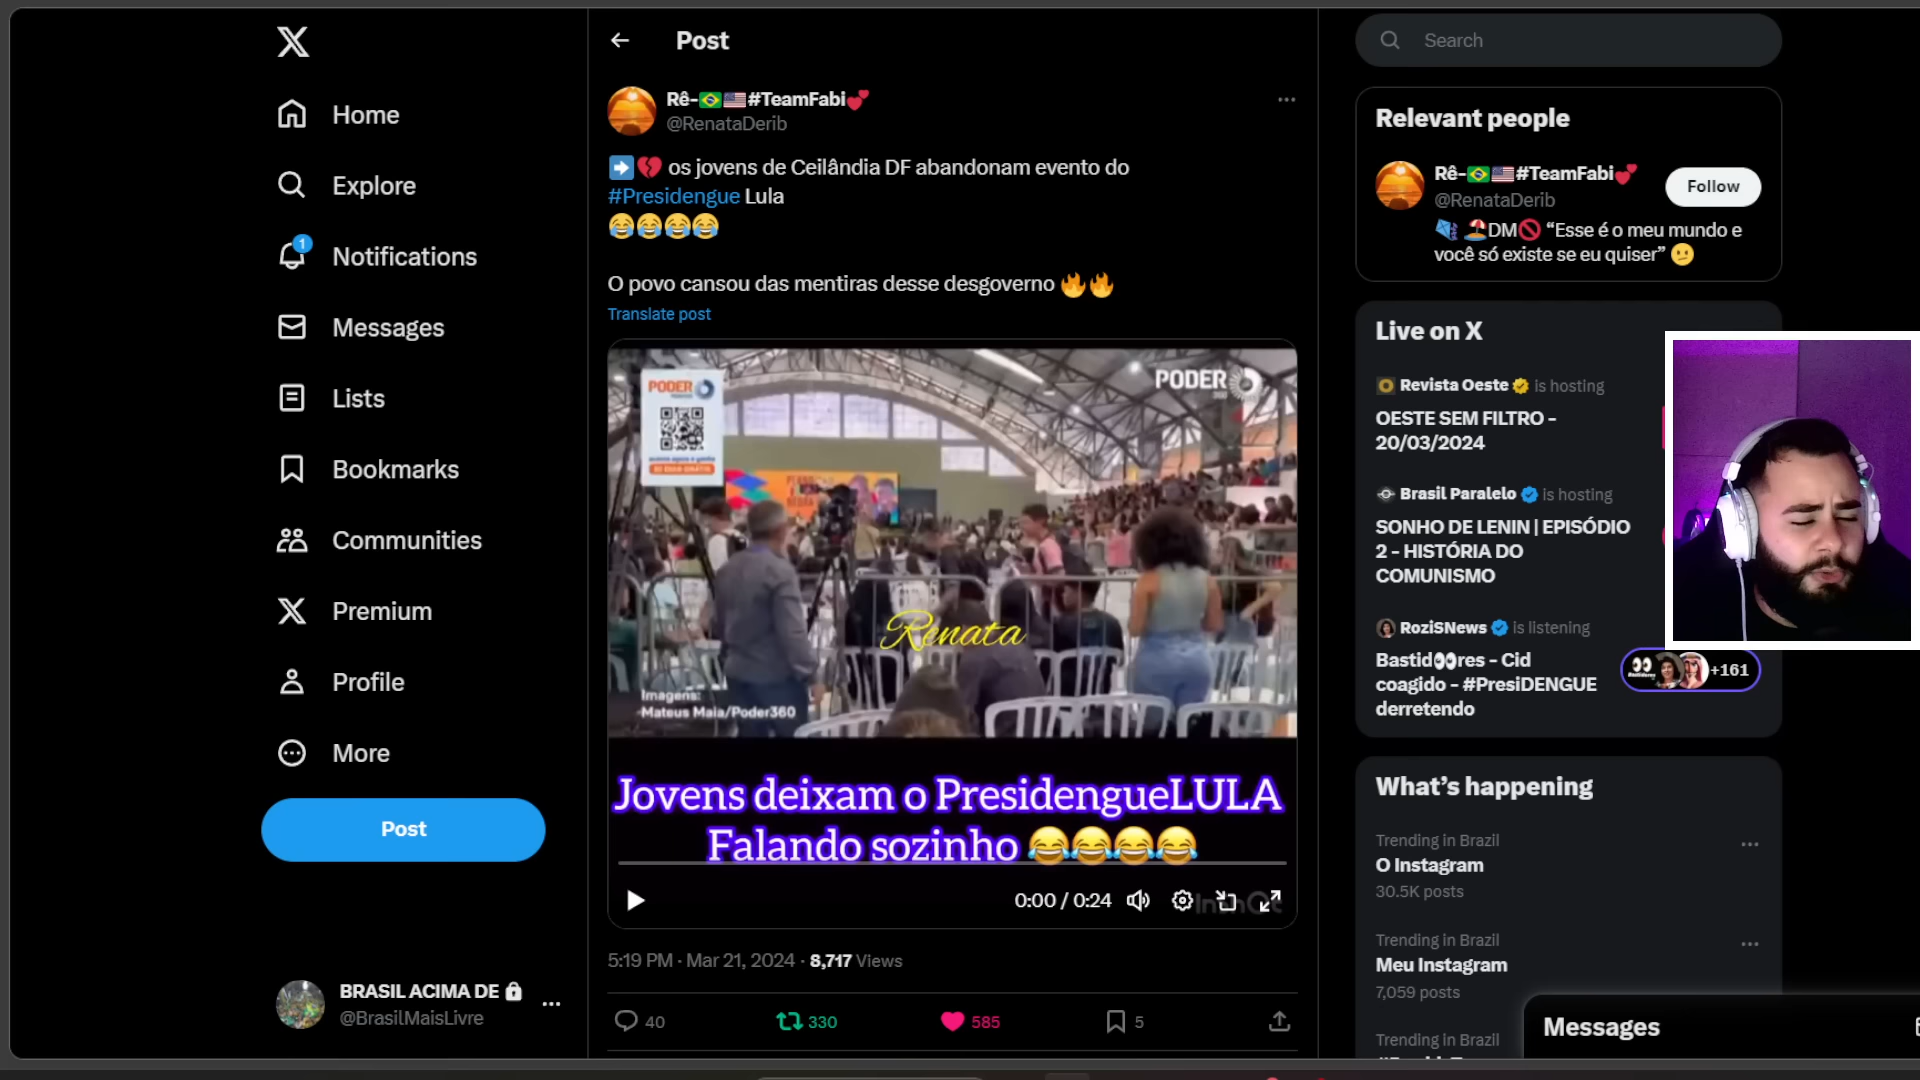 Home
Explore
1
Notifications
Messages
Lists
Bookmarks
Communities
Premium
Profile
More
Post
BRASIL ACIMA DE
@BrasilMaisLivre
Post
Rê-🇧🇷🇺🇸#TeamFabi💕
@RenataDerib
➡️💔 os jovens de Ceilândia DF abandonam evento do
#Presidengue Lula
😂😂😂😂
O povo cansou das mentiras desse desgoverno 🔥🔥
Translate post
PODER
PODER
360
Renata
Imagens:
Mateus Maia/Poder360
Jovens deixam o PresidengueLULA
Falando sozinho 😂😂😂😂
0:00 / 0:24
5:19 PM · Mar 21, 2024 · 8,717 Views
40
330
585
5
Search
Relevant people
Rê-🇧🇷🇺🇸#TeamFabi💕
@RenataDerib
Follow
🪁 🏖️DM🚫 “Esse é o meu mundo e
você só existe se eu quiser” 🫤
Live on X
Revista Oeste is hosting
OESTE SEM FILTRO -
20/03/2024
Brasil Paralelo is hosting
SONHO DE LENIN | EPISÓDIO
2 - HISTÓRIA DO
COMUNISMO
RoziSNews is listening
Bastid👀res - Cid
coagido - #PresiDENGUE
derretendo
+161
What’s happening
Trending in Brazil
O Instagram
30.5K posts
Trending in Brazil
Meu Instagram
7,059 posts
Trending in Brazil
Messages